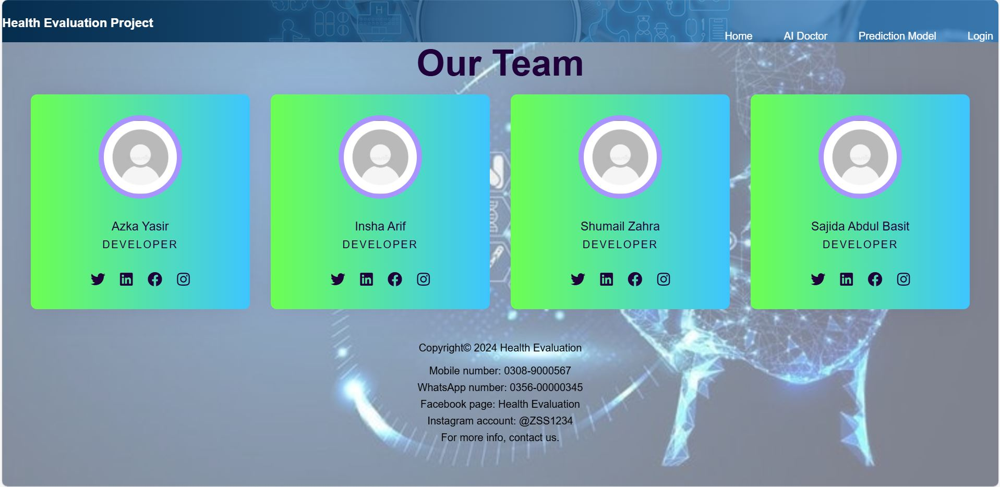 Health Evaluation Project
Home AI Doctor Prediction Model Login
Our Team
Azka Yasir
DEVELOPER
Insha Arif
DEVELOPER
Shumail Zahra
DEVELOPER
Sajida Abdul Basit
DEVELOPER
Copyright© 2024 Health Evaluation
Mobile number: 0308-9000567
WhatsApp number: 0356-00000345
Facebook page: Health Evaluation
Instagram account: @ZSS1234
For more info, contact us.